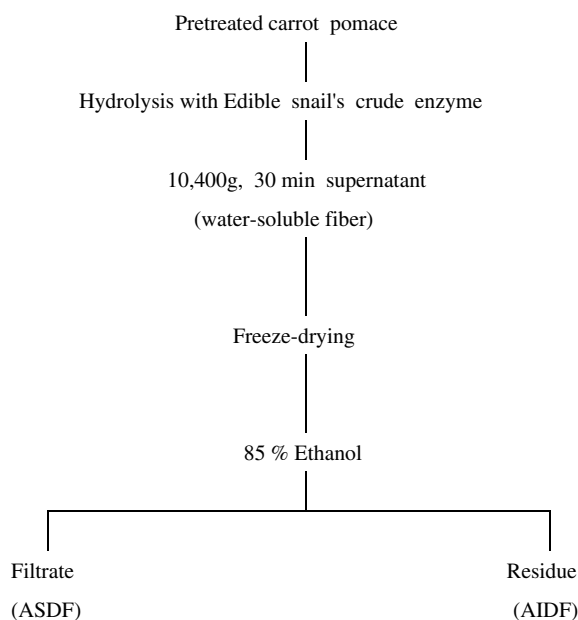 Pretreated carrot pomace
Hydrolysis with Edible snail's crude enzyme
10,400g, 30 min supernatant
(water-soluble fiber)
Freeze-drying
85 % Ethanol
Filtrate
(ASDF)
Residue
(AIDF)